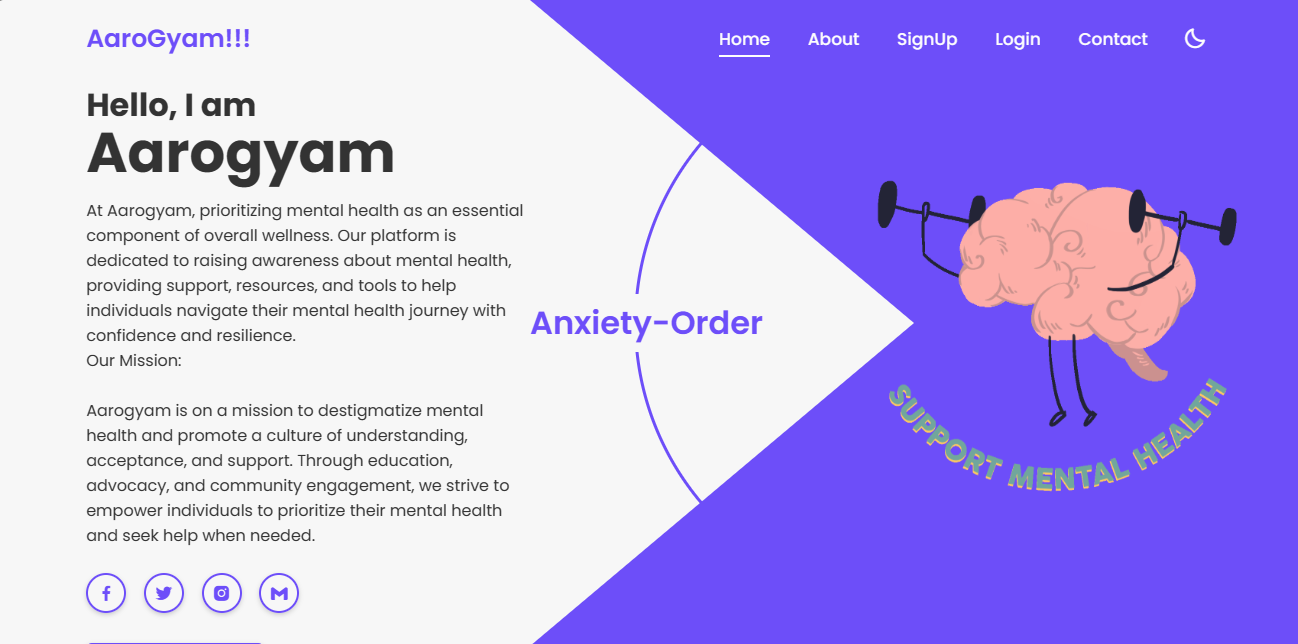 AaroGyam!!!
Home About SignUp Login Contact
Hello, I am
Aarogyam
At Aarogyam, prioritizing mental health as an essential
component of overall wellness. Our platform is
dedicated to raising awareness about mental health,
providing support, resources, and tools to help
individuals navigate their mental health journey with
confidence and resilience.
Our Mission:
Aarogyam is on a mission to destigmatize mental
health and promote a culture of understanding,
acceptance, and support. Through education,
advocacy, and community engagement, we strive to
empower individuals to prioritize their mental health
and seek help when needed.
Anxiety-Order
SUPPORT MENTAL HEALTH